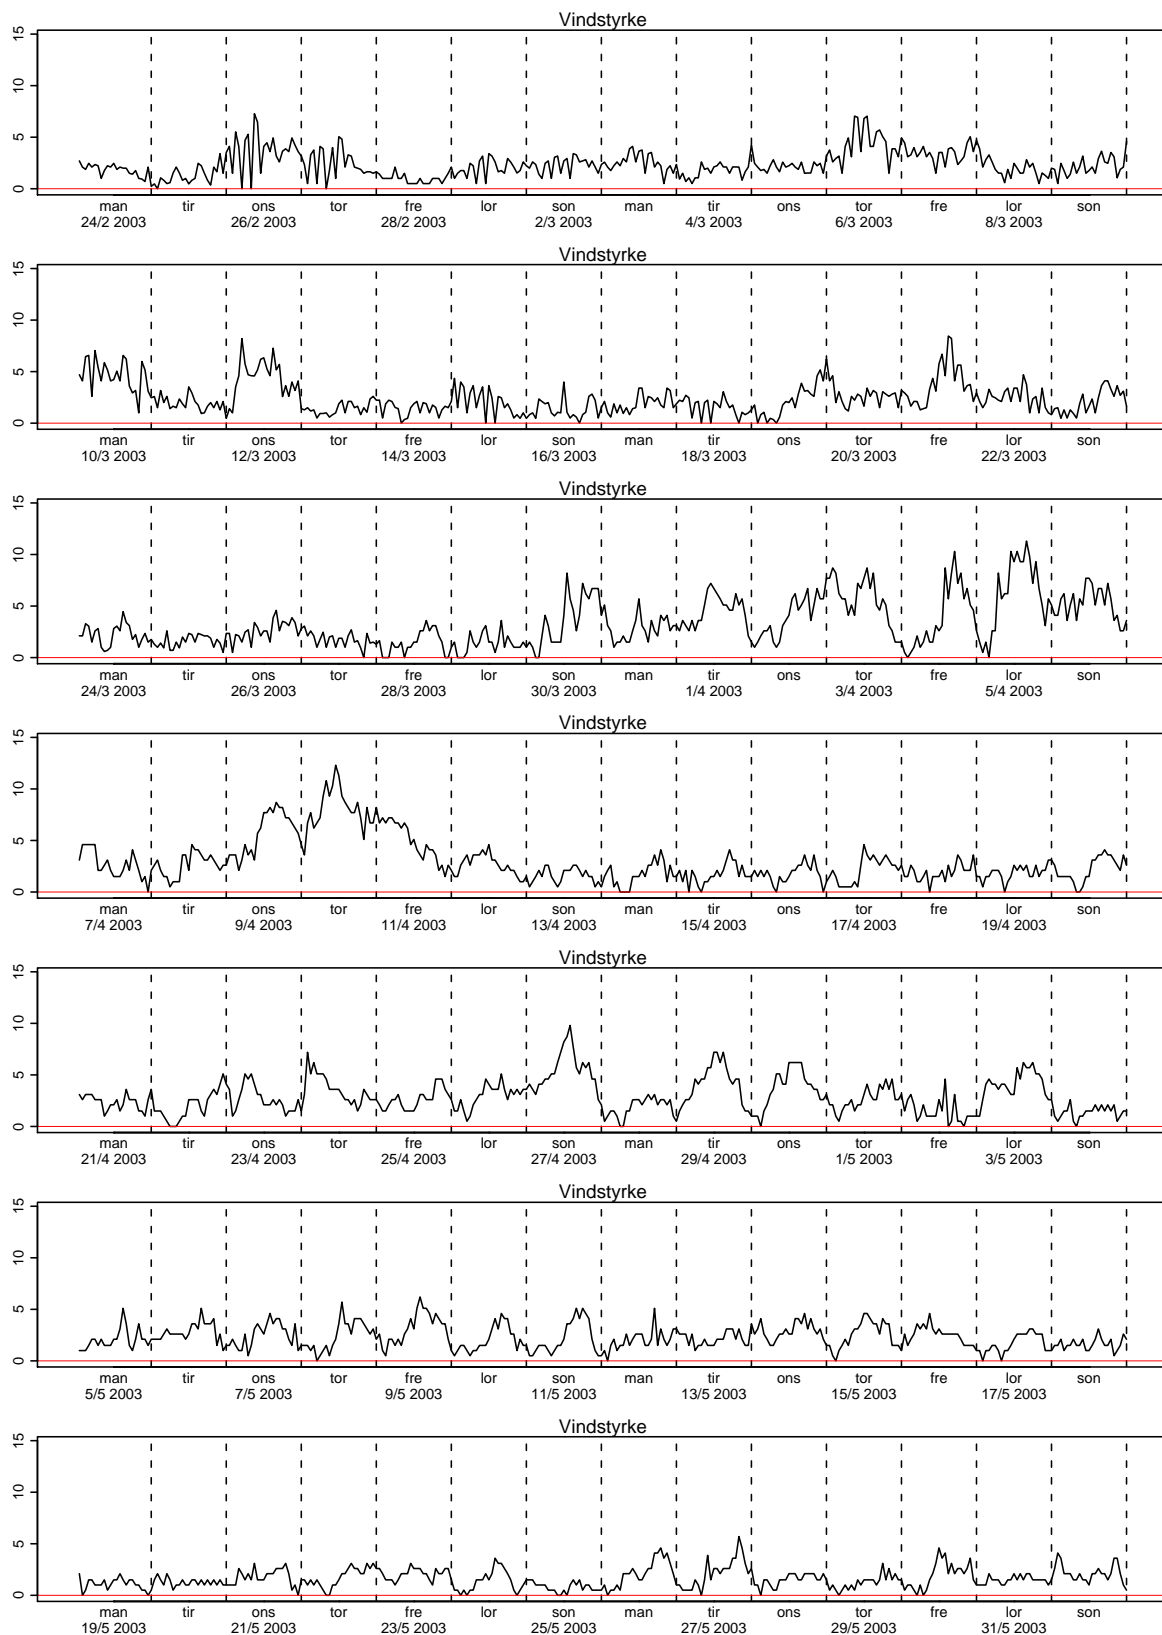 Vindstyrke
15
10
5
0
man tir ons tor fre lor son man tir ons tor fre lor son
24/2 2003 26/2 2003 28/2 2003 2/3 2003 4/3 2003 6/3 2003 8/3 2003
Vindstyrke
15
10
5
0
man tir ons tor fre lor son man tir ons tor fre lor son
10/3 2003 12/3 2003 14/3 2003 16/3 2003 18/3 2003 20/3 2003 22/3 2003
Vindstyrke
15
10
5
0
man tir ons tor fre lor son man tir ons tor fre lor son
24/3 2003 26/3 2003 28/3 2003 30/3 2003 1/4 2003 3/4 2003 5/4 2003
Vindstyrke
15
10
5
0
man tir ons tor fre lor son man tir ons tor fre lor son
7/4 2003 9/4 2003 11/4 2003 13/4 2003 15/4 2003 17/4 2003 19/4 2003
Vindstyrke
15
10
5
0
man tir ons tor fre lor son man tir ons tor fre lor son
21/4 2003 23/4 2003 25/4 2003 27/4 2003 29/4 2003 1/5 2003 3/5 2003
Vindstyrke
15
10
5
0
man tir ons tor fre lor son man tir ons tor fre lor son
5/5 2003 7/5 2003 9/5 2003 11/5 2003 13/5 2003 15/5 2003 17/5 2003
Vindstyrke
15
10
5
0
man tir ons tor fre lor son man tir ons tor fre lor son
19/5 2003 21/5 2003 23/5 2003 25/5 2003 27/5 2003 29/5 2003 31/5 2003